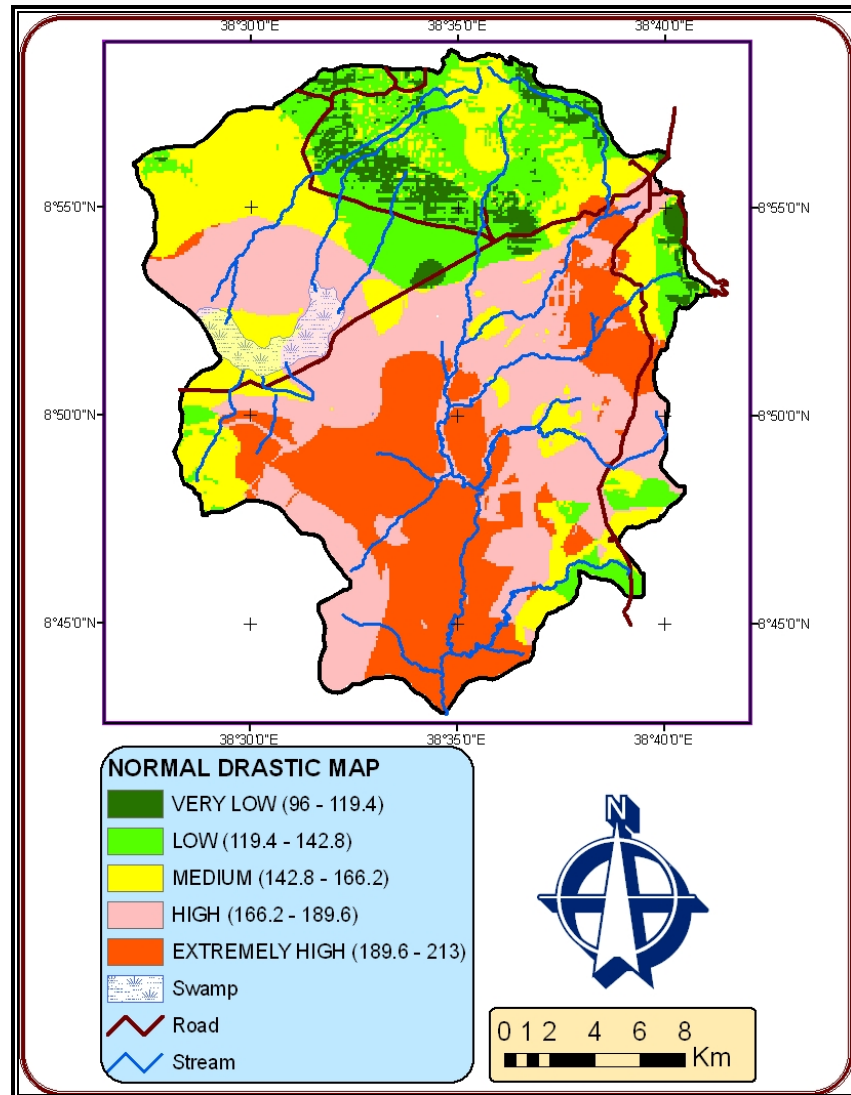 38°30'0"E 38°35'0"E 38°40'0"E
8°55'0"N 8°55'0"N
8°50'0"N 8°50'0"N
8°45'0"N 8°45'0"N
38°30'0"E 38°35'0"E 38°40'0"E
NORMAL DRASTIC MAP
VERY LOW (96 - 119.4)
LOW (119.4 - 142.8)
MEDIUM (142.8 - 166.2)
HIGH (166.2 - 189.6)
EXTREMELY HIGH (189.6 - 213)
Swamp
Road
Stream
N
0 1 2 4 6 8
Km